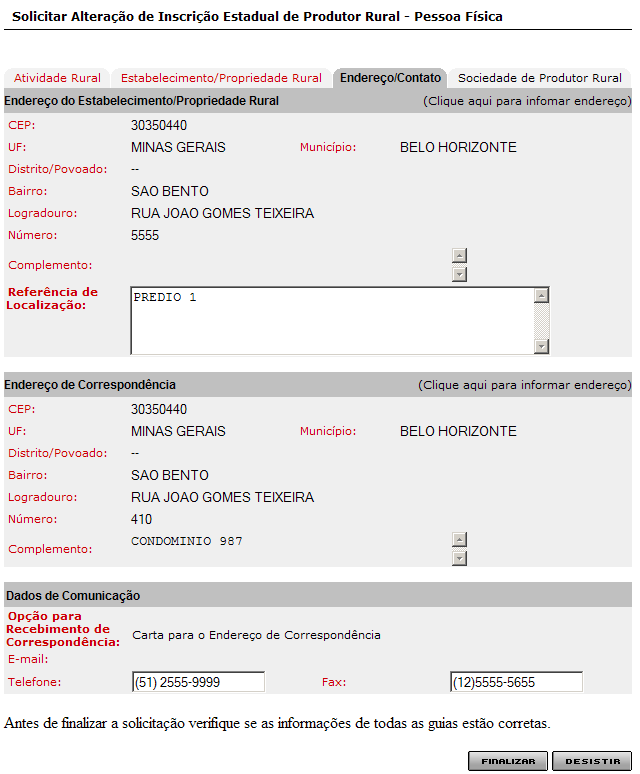 Solicitar Alteração de Inscrição Estadual de Produtor Rural - Pessoa Física
Atividade Rural Estabelecimento/Propriedade Rural Endereço/Contato Sociedade de Produtor Rural
Endereço do Estabelecimento/Propriedade Rural (Clique aqui para infomar endereço)
CEP: 30350440
UF: MINAS GERAIS Município: BELO HORIZONTE
Distrito/Povoado: --
Bairro: SAO BENTO
Logradouro: RUA JOAO GOMES TEIXEIRA
Número: 5555
Complemento:
Referência de
Localização: PREDIO 1
Endereço de Correspondência (Clique aqui para informar endereço)
CEP: 30350440
UF: MINAS GERAIS Município: BELO HORIZONTE
Distrito/Povoado: --
Bairro: SAO BENTO
Logradouro: RUA JOAO GOMES TEIXEIRA
Número: 410
Complemento: CONDOMINIO 987
Dados de Comunicação
Opção para
Recebimento de
Correspondência: Carta para o Endereço de Correspondência
E-mail:
Telefone: (51) 2555-9999 Fax: (12)5555-5655
Antes de finalizar a solicitação verifique se as informações de todas as guias estão corretas.
FINALIZAR DESISTIR